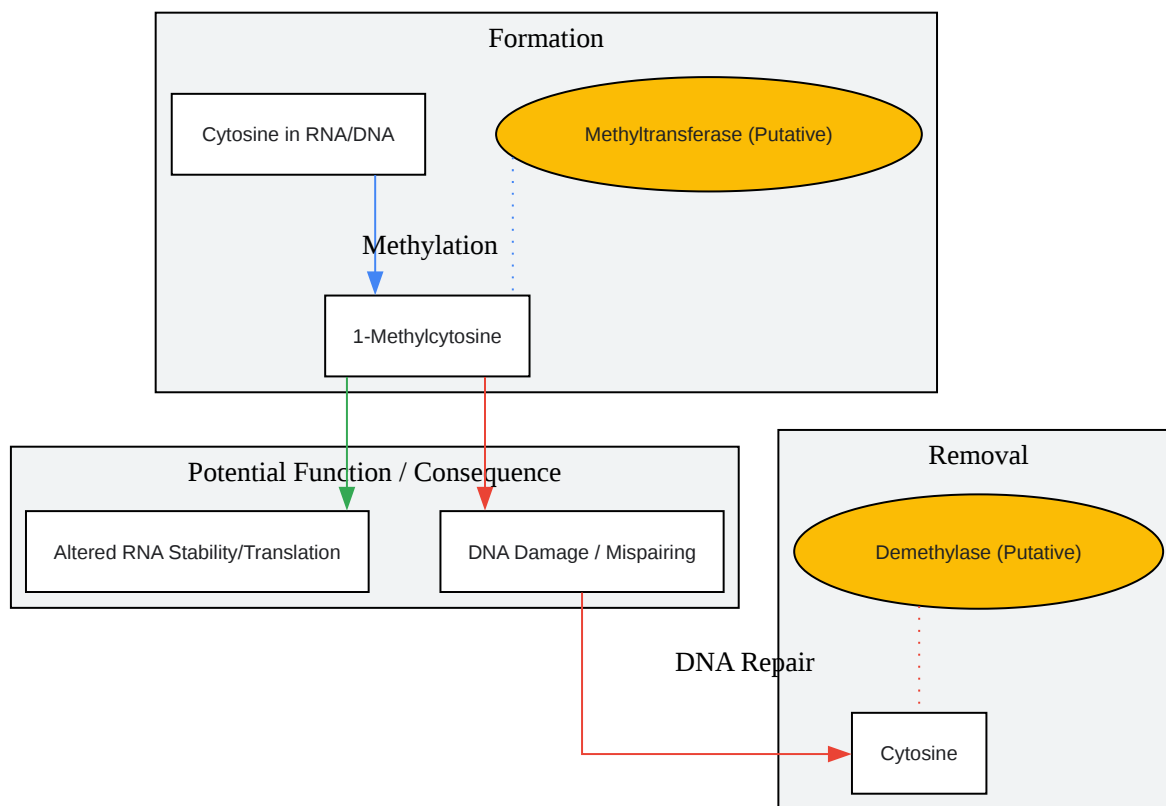 Formation
Cytosine in RNA/DNA
Methyltransferase (Putative)
Methylation
1-Methylcytosine
Potential Function / Consequence
Altered RNA Stability/Translation
DNA Damage / Mispairing
Removal
Demethylase (Putative)
DNA Repair
Cytosine